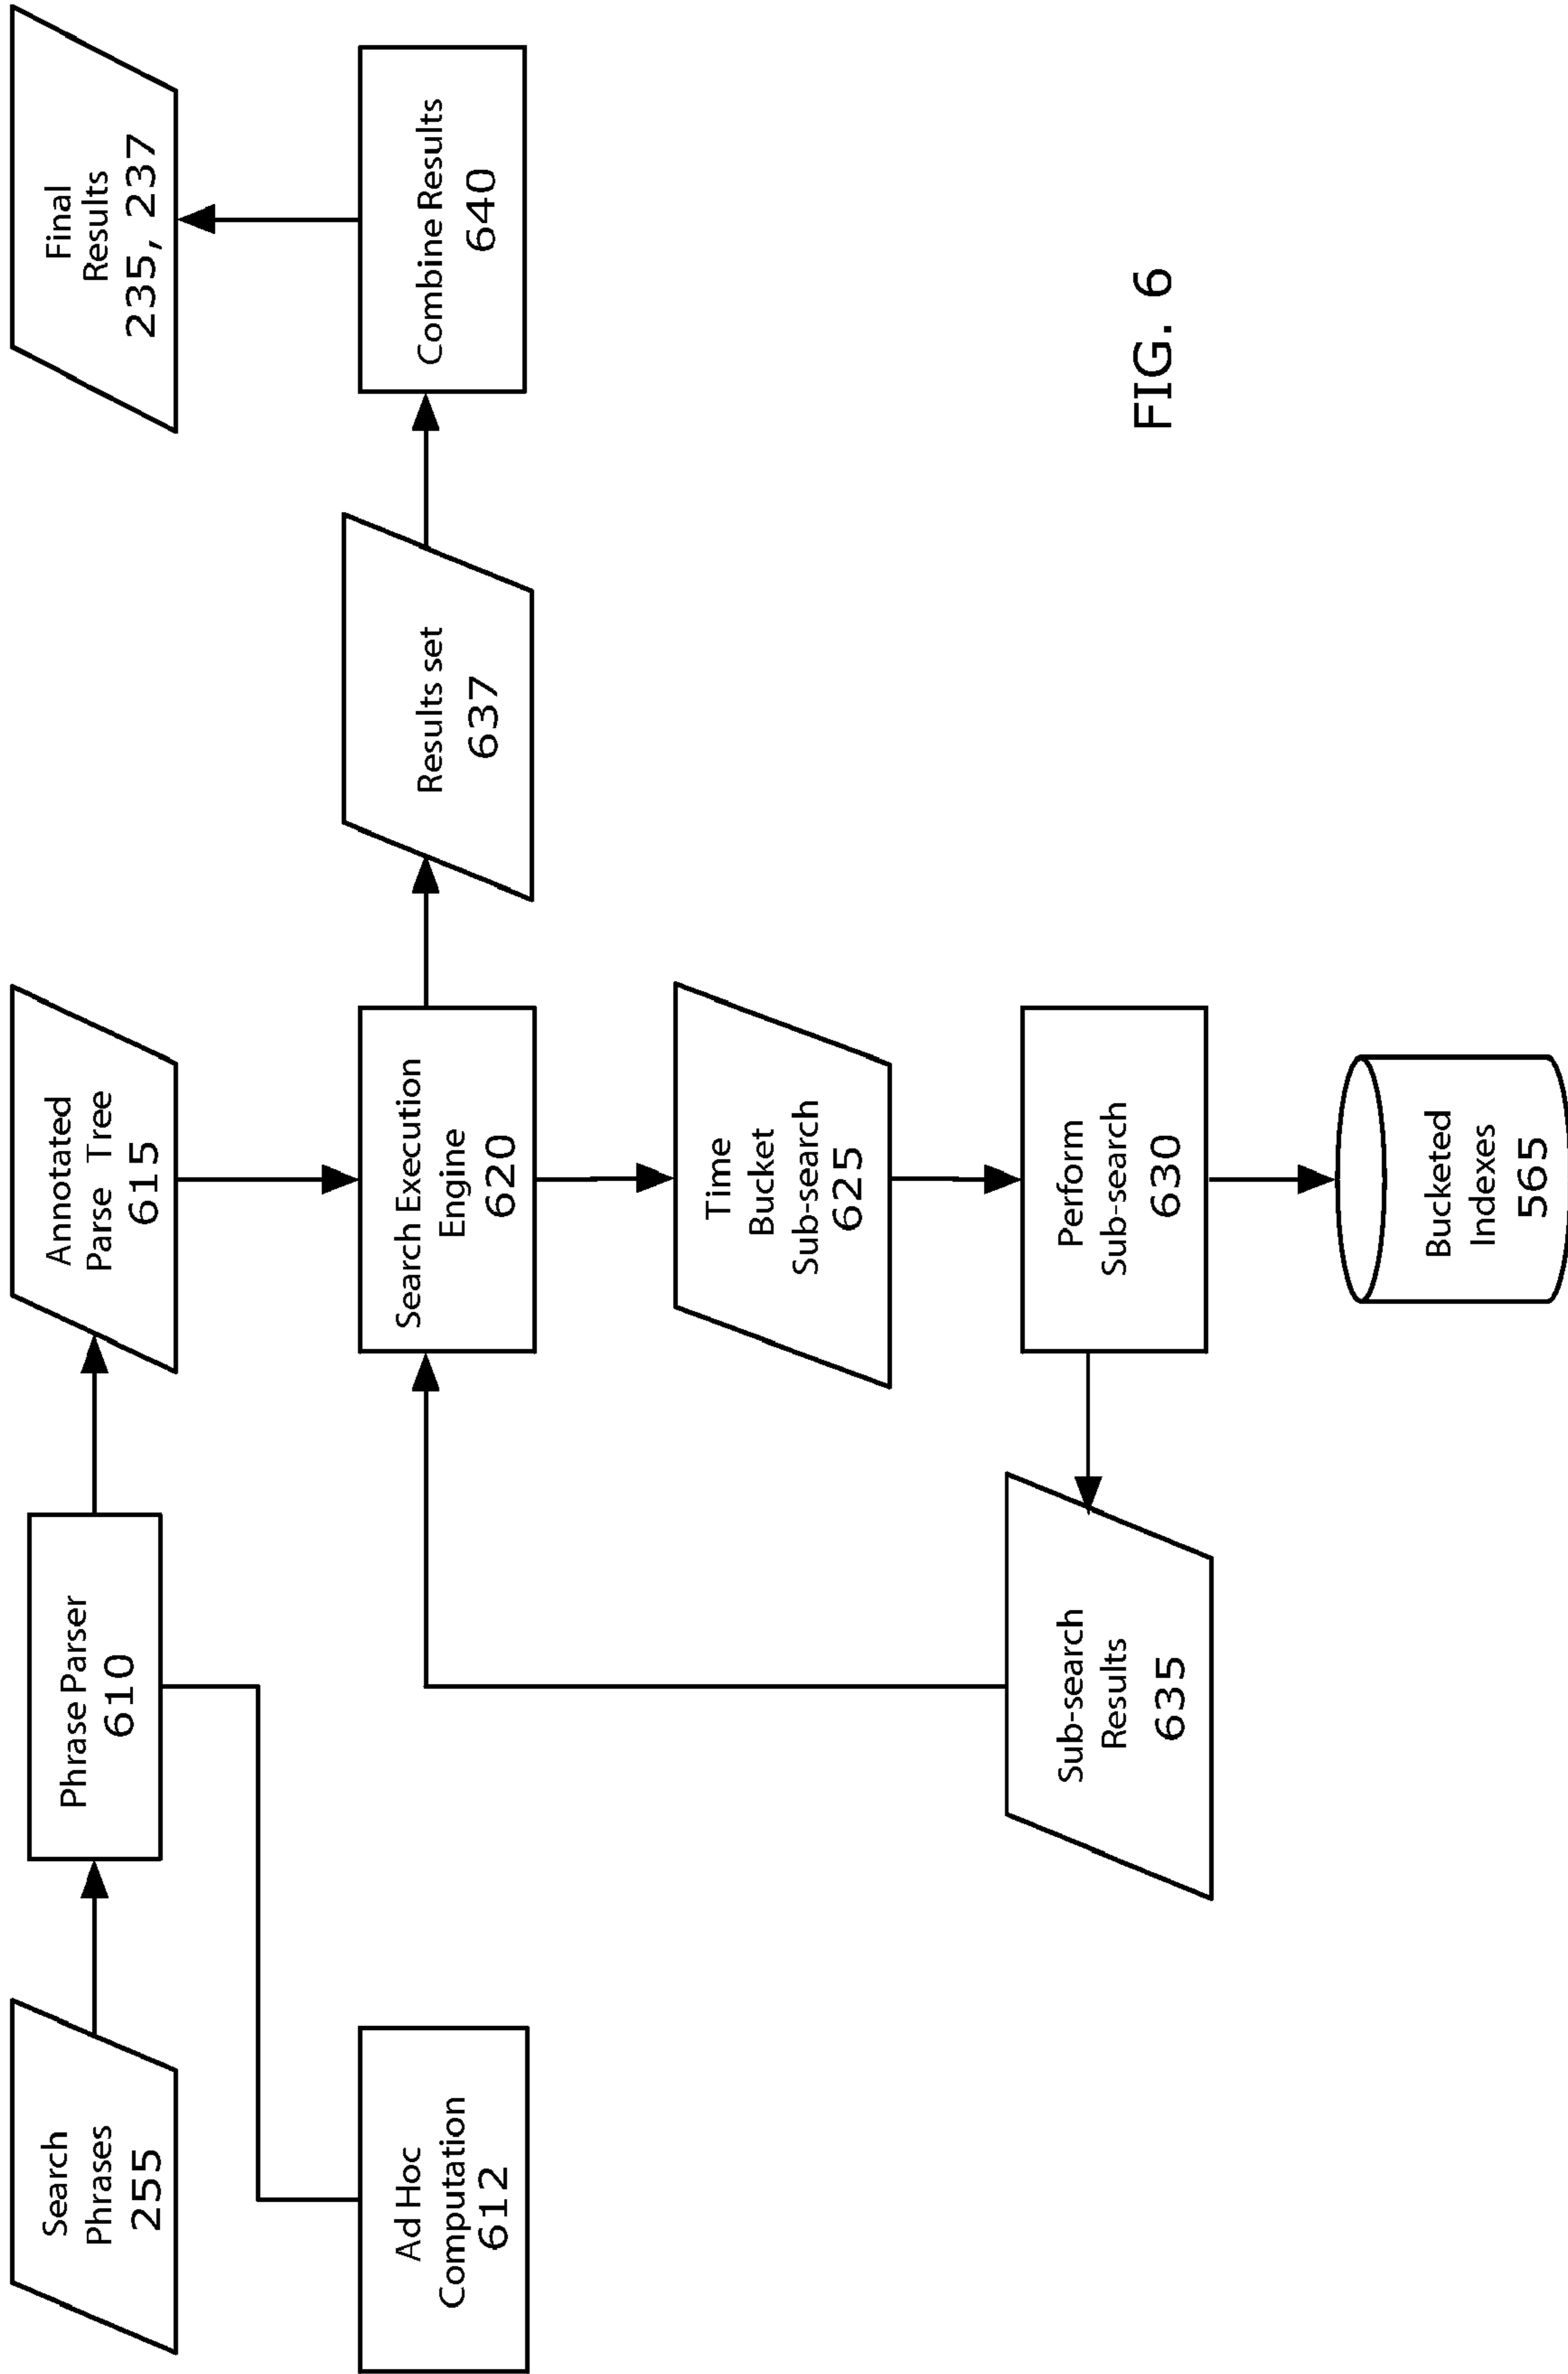 Search
Phrases
255
Phrase Parser
610
Annotated
Parse Tree
615
Final
Results
235, 237
Ad Hoc
Computation
612
Search Execution
Engine
620
Results set
637
Combine Results
640
Time
Bucket
Sub-search
625
Sub-search
Results
635
Perform
Sub-search
630
Bucketed
Indexes
565
FIG. 6